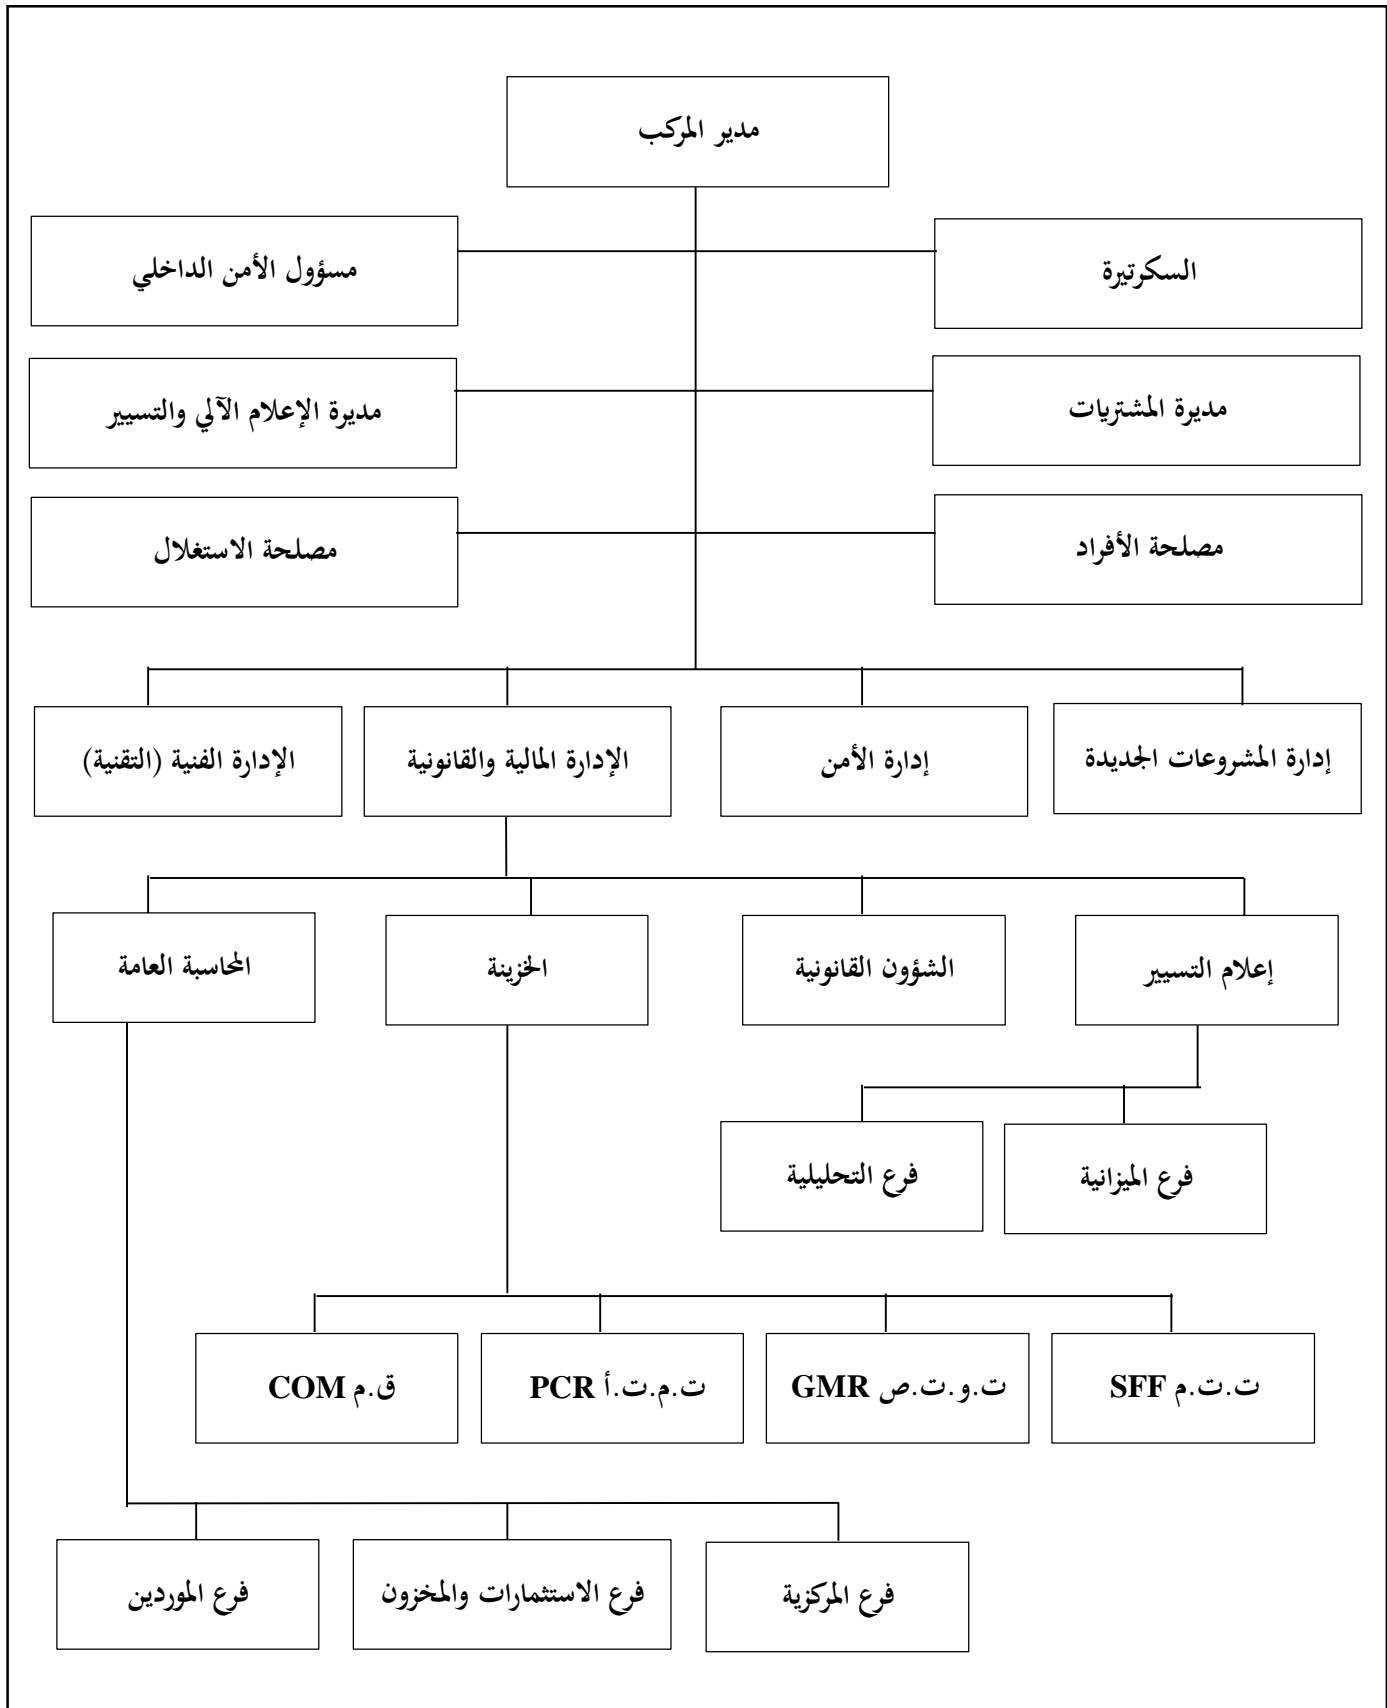 مدير المركب
السكرتيرة
مسؤول الأمن الداخلي
مديرة المشتريات
مديرة الإعلام الآلي والتسيير
مصلحة الأفراد
مصلحة الاستغلال
إدارة المشروعات الجديدة
إدارة الأمن
الإدارة المالية والقانونية
الإدارة الفنية (التقنية)
إعلام التسيير
الشؤون القانونية
الخزينة
المحاسبة العامة
فرع الميزانية
فرع التحليلية
ت.ت.م SFF
ت.و.ت.ص GMR
ت.م.ت.أ PCR
ق.م COM
فرع المركزية
فرع الاستثمارات والمخزون
فرع الموردين